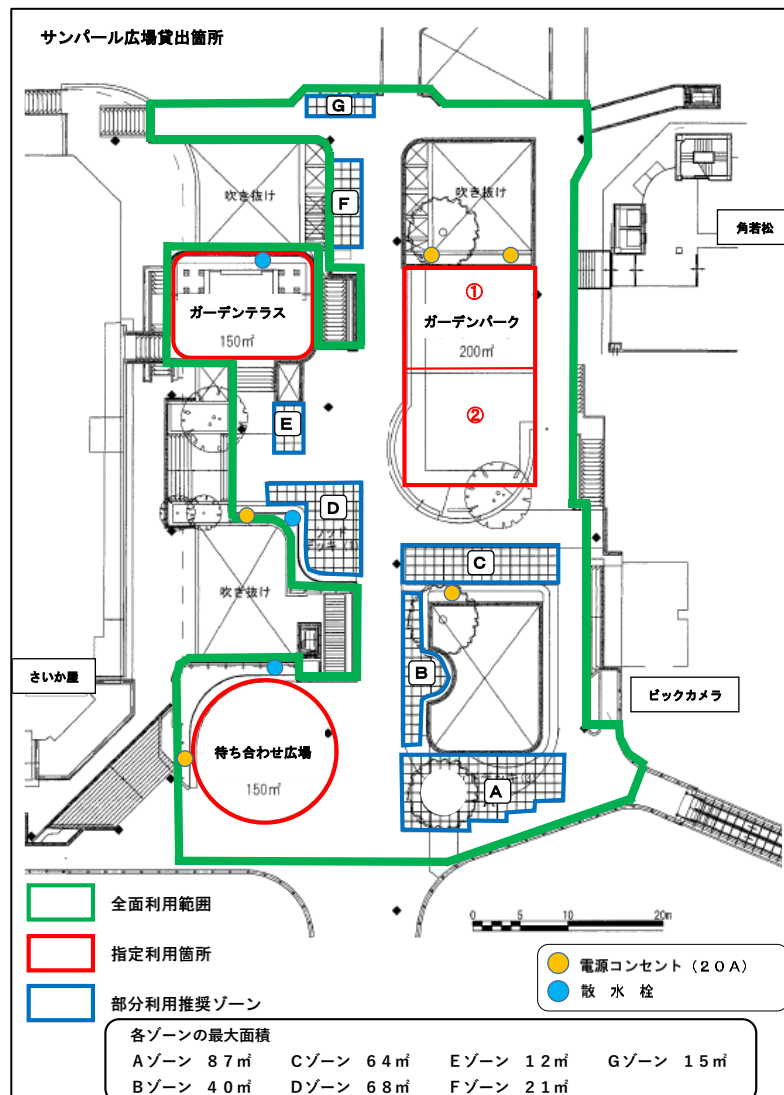 サンパール広場貸出箇所
G
吹き抜け
F
吹き抜け
角若松
ガーデンテラス
150㎡
①
ガーデンパーク
200㎡
②
E
D
C
吹き抜け
B
さいか屋
ビックカメラ
待ち合わせ広場
150㎡
A
0 5 10 20m
全面利用範囲
指定利用箇所
部分利用推奨ゾーン
電源コンセント（２０Ａ）
散 水 栓
各ゾーンの最大面積
Ａゾーン ８７㎡ Ｃゾーン ６４㎡ Ｅゾーン １２㎡ Ｇゾーン １５㎡
Ｂゾーン ４０㎡ Ｄゾーン ６８㎡ Ｆゾーン ２１㎡